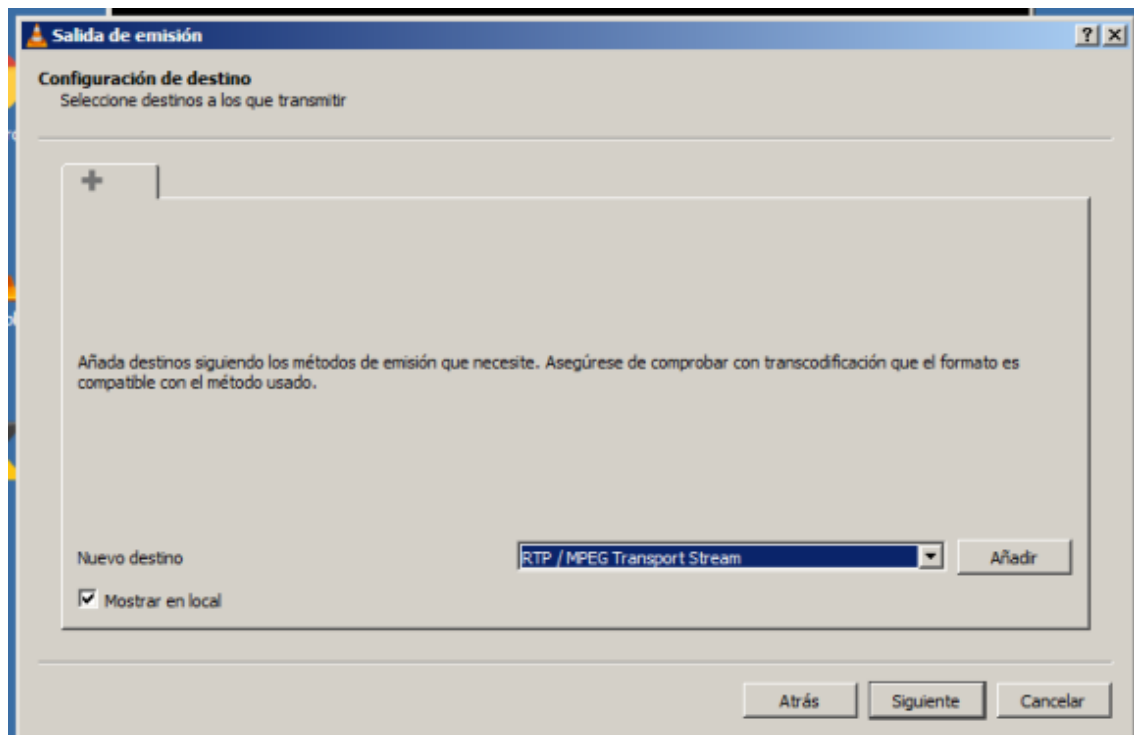 Salida de emisión
Configuración de destino
Seleccione destinos a los que transmitir
Añada destinos siguiendo los métodos de emisión que necesite. Asegúrese de comprobar con transcodificación que el formato es
compatible con el método usado.
Nuevo destino
RTP / MPEG Transport Stream
Añadir
Mostrar en local
Atrás
Siguiente
Cancelar